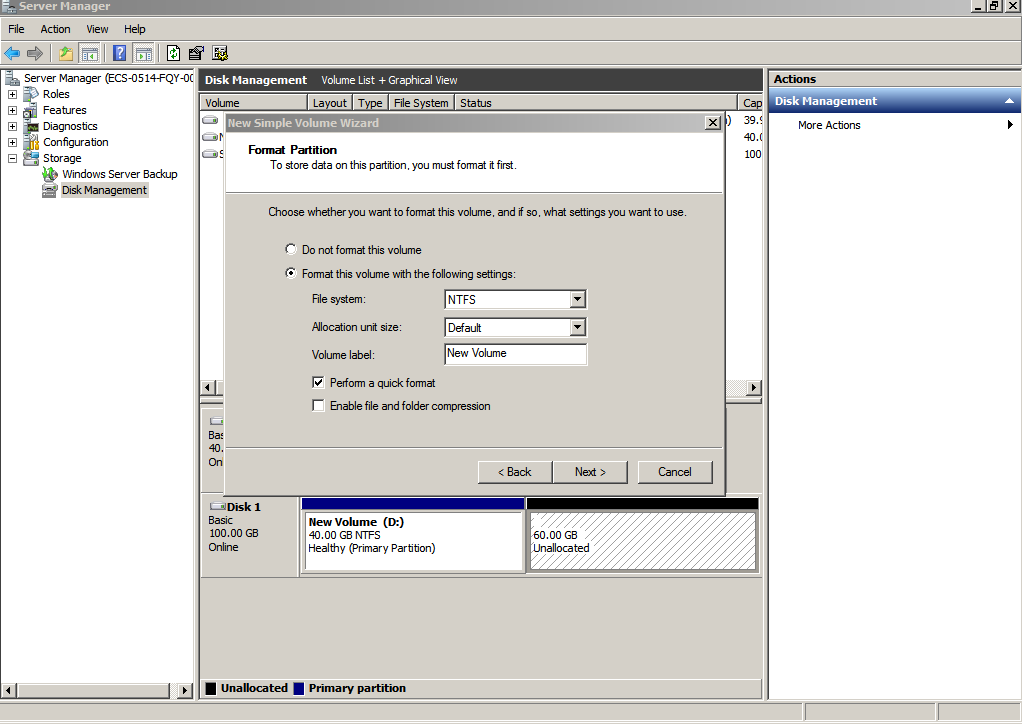 Server Manager
File Action View Help
Server Manager (ECS-0514-FQY-00
Roles
Features
Diagnostics
Configuration
Storage
Windows Server Backup
Disk Management
Disk Management Volume List + Graphical View
Volume Layout Type File System Status Cap
39.9
40.0
100
New Simple Volume Wizard
Format Partition
To store data on this partition, you must format it first.
Choose whether you want to format this volume, and if so, what settings you want to use.
Do not format this volume
Format this volume with the following settings:
File system: NTFS
Allocation unit size: Default
Volume label: New Volume
Perform a quick format
Enable file and folder compression
< Back Next > Cancel
Bas
40.
Onl
Disk 1
Basic
100.00 GB
Online
New Volume (D:)
40.00 GB NTFS
Healthy (Primary Partition)
60.00 GB
Unallocated
Unallocated Primary partition
Actions
Disk Management
More Actions